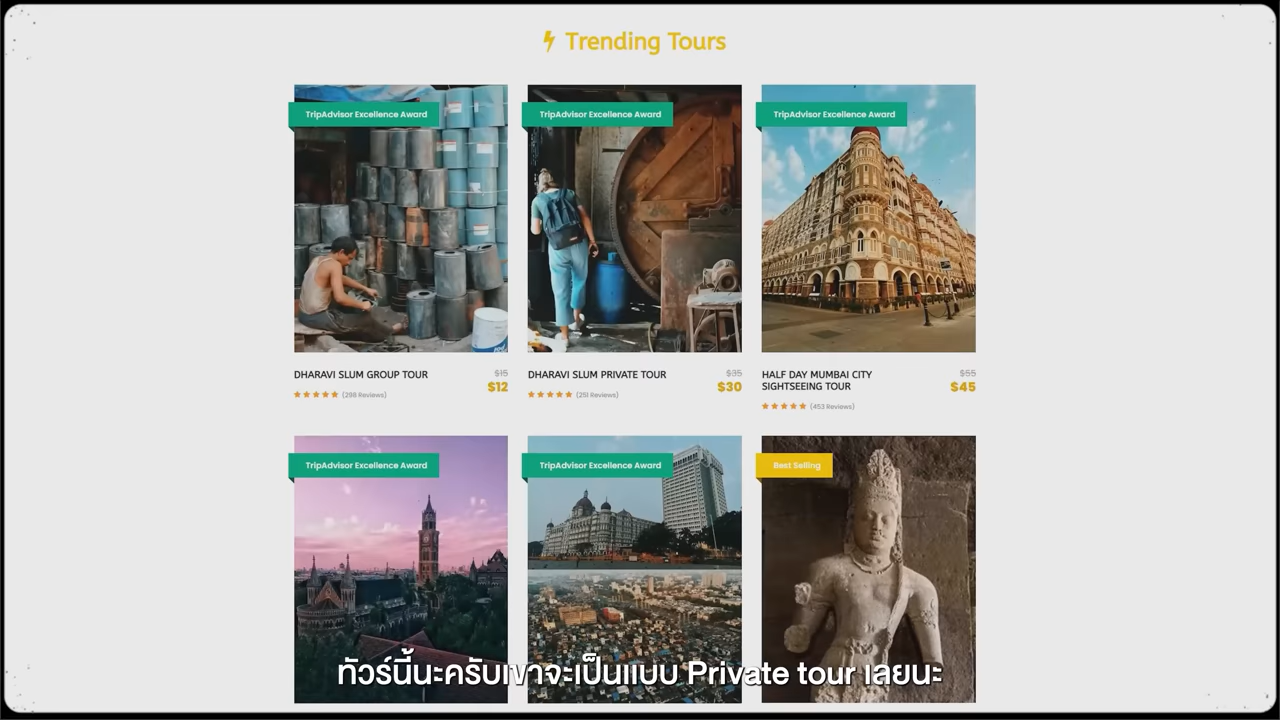 Trending Tours
TripAdvisor Excellence Award
TripAdvisor Excellence Award
TripAdvisor Excellence Award
DHARAVI SLUM GROUP TOUR
$15
$12
(298 Reviews)
DHARAVI SLUM PRIVATE TOUR
$35
$30
(251 Reviews)
HALF DAY MUMBAI CITY
SIGHTSEEING TOUR
$55
$45
(453 Reviews)
TripAdvisor Excellence Award
TripAdvisor Excellence Award
Best Selling
ทัวร์นี้นะครับเขาจะเป็นแบบ Private tour เลยนะ